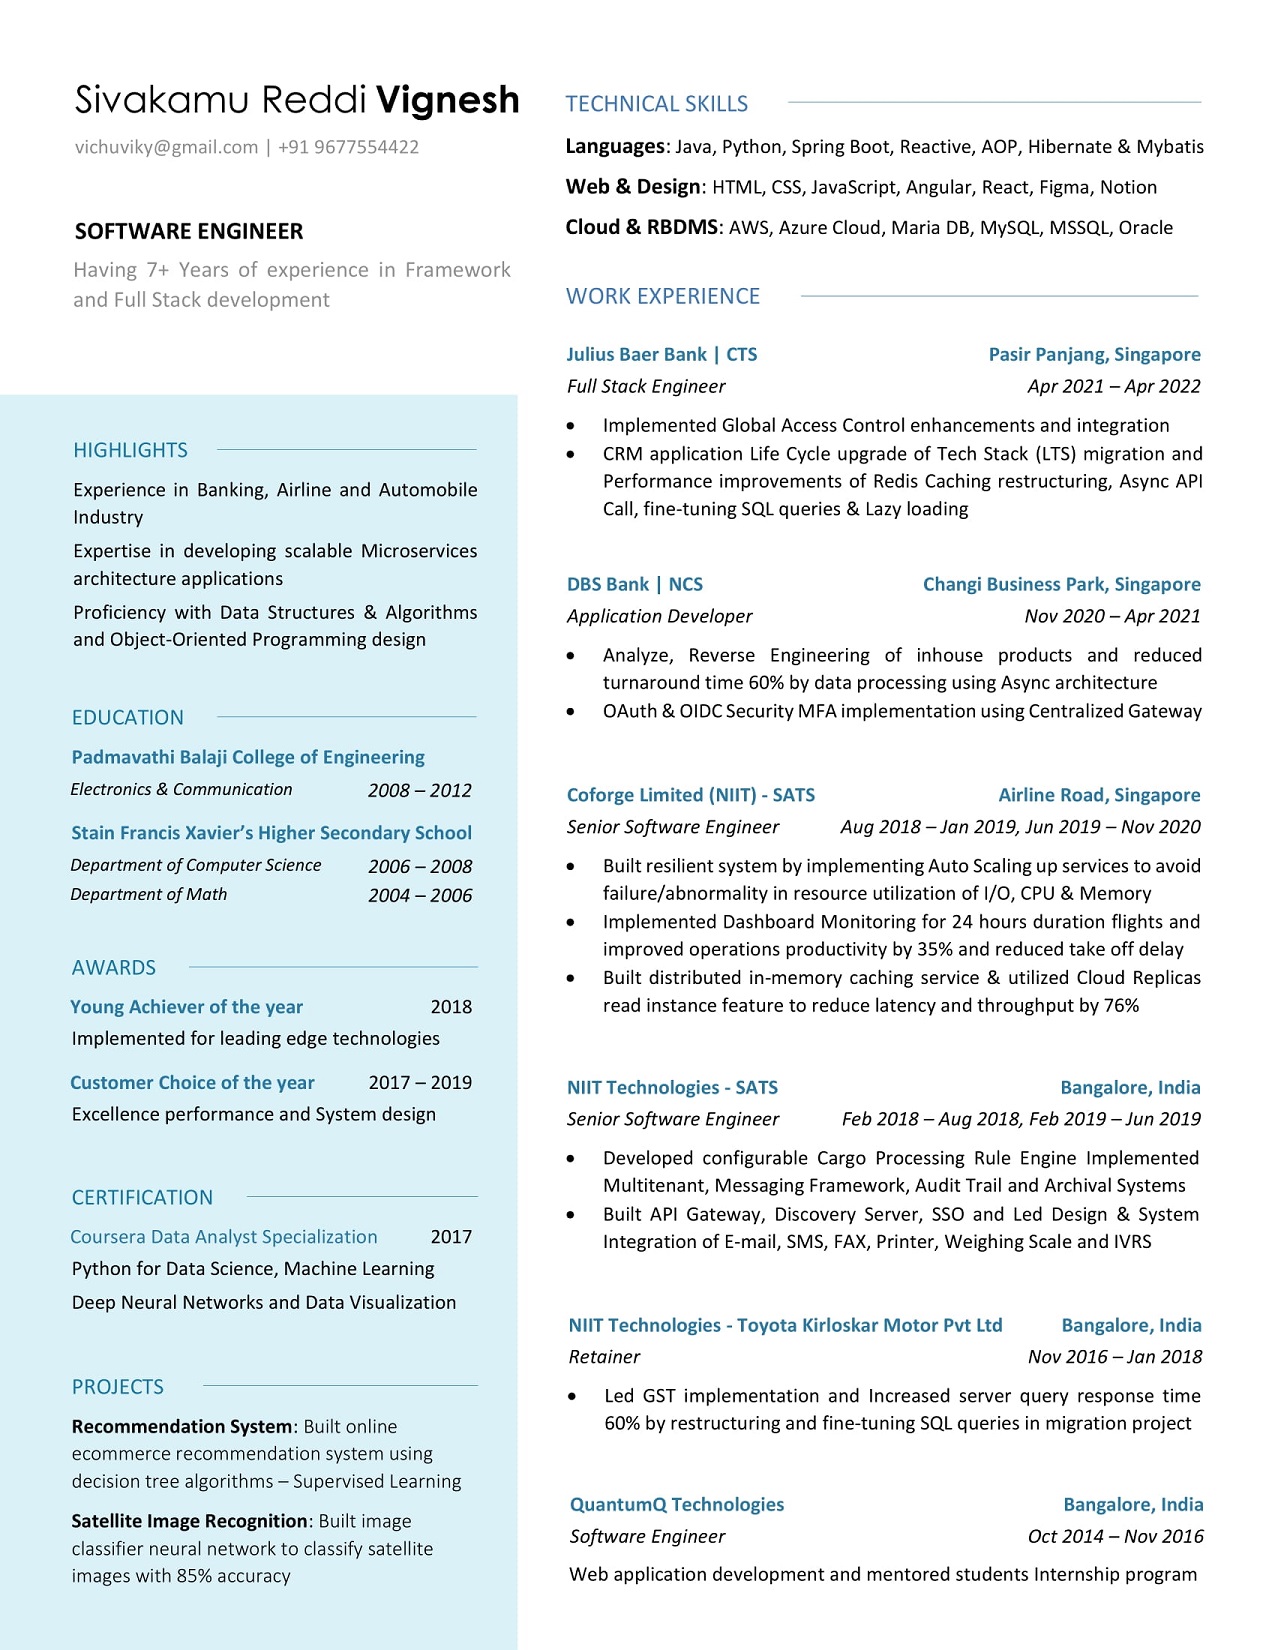 Sivakamu Reddi Vignesh
vichuviky@gmail.com | +91 9677554422
SOFTWARE ENGINEER
Having 7+ Years of experience in Framework
and Full Stack development
HIGHLIGHTS
Experience in Banking, Airline and Automobile
Industry
Expertise in developing scalable Microservices
architecture applications
Proficiency with Data Structures & Algorithms
and Object-Oriented Programming design
EDUCATION
Padmavathi Balaji College of Engineering
Electronics & Communication 2008 – 2012
Stain Francis Xavier’s Higher Secondary School
Department of Computer Science 2006 – 2008
Department of Math 2004 – 2006
AWARDS
Young Achiever of the year 2018
Implemented for leading edge technologies
Customer Choice of the year 2017 – 2019
Excellence performance and System design
CERTIFICATION
Coursera Data Analyst Specialization 2017
Python for Data Science, Machine Learning
Deep Neural Networks and Data Visualization
PROJECTS
Recommendation System: Built online
ecommerce recommendation system using
decision tree algorithms – Supervised Learning
Satellite Image Recognition: Built image
classifier neural network to classify satellite
images with 85% accuracy
TECHNICAL SKILLS
Languages: Java, Python, Spring Boot, Reactive, AOP, Hibernate & Mybatis
Web & Design: HTML, CSS, JavaScript, Angular, React, Figma, Notion
Cloud & RBDMS: AWS, Azure Cloud, Maria DB, MySQL, MSSQL, Oracle
WORK EXPERIENCE
Julius Baer Bank | CTS Pasir Panjang, Singapore
Full Stack Engineer Apr 2021 – Apr 2022
• Implemented Global Access Control enhancements and integration
• CRM application Life Cycle upgrade of Tech Stack (LTS) migration and
Performance improvements of Redis Caching restructuring, Async API
Call, fine-tuning SQL queries & Lazy loading
DBS Bank | NCS Changi Business Park, Singapore
Application Developer Nov 2020 – Apr 2021
• Analyze, Reverse Engineering of inhouse products and reduced
turnaround time 60% by data processing using Async architecture
• OAuth & OIDC Security MFA implementation using Centralized Gateway
Coforge Limited (NIIT) - SATS Airline Road, Singapore
Senior Software Engineer Aug 2018 – Jan 2019, Jun 2019 – Nov 2020
• Built resilient system by implementing Auto Scaling up services to avoid
failure/abnormality in resource utilization of I/O, CPU & Memory
• Implemented Dashboard Monitoring for 24 hours duration flights and
improved operations productivity by 35% and reduced take off delay
• Built distributed in-memory caching service & utilized Cloud Replicas
read instance feature to reduce latency and throughput by 76%
NIIT Technologies - SATS Bangalore, India
Senior Software Engineer Feb 2018 – Aug 2018, Feb 2019 – Jun 2019
• Developed configurable Cargo Processing Rule Engine Implemented
Multitenant, Messaging Framework, Audit Trail and Archival Systems
• Built API Gateway, Discovery Server, SSO and Led Design & System
Integration of E-mail, SMS, FAX, Printer, Weighing Scale and IVRS
NIIT Technologies - Toyota Kirloskar Motor Pvt Ltd Bangalore, India
Retainer Nov 2016 – Jan 2018
• Led GST implementation and Increased server query response time
60% by restructuring and fine-tuning SQL queries in migration project
QuantumQ Technologies Bangalore, India
Software Engineer Oct 2014 – Nov 2016
Web application development and mentored students Internship program